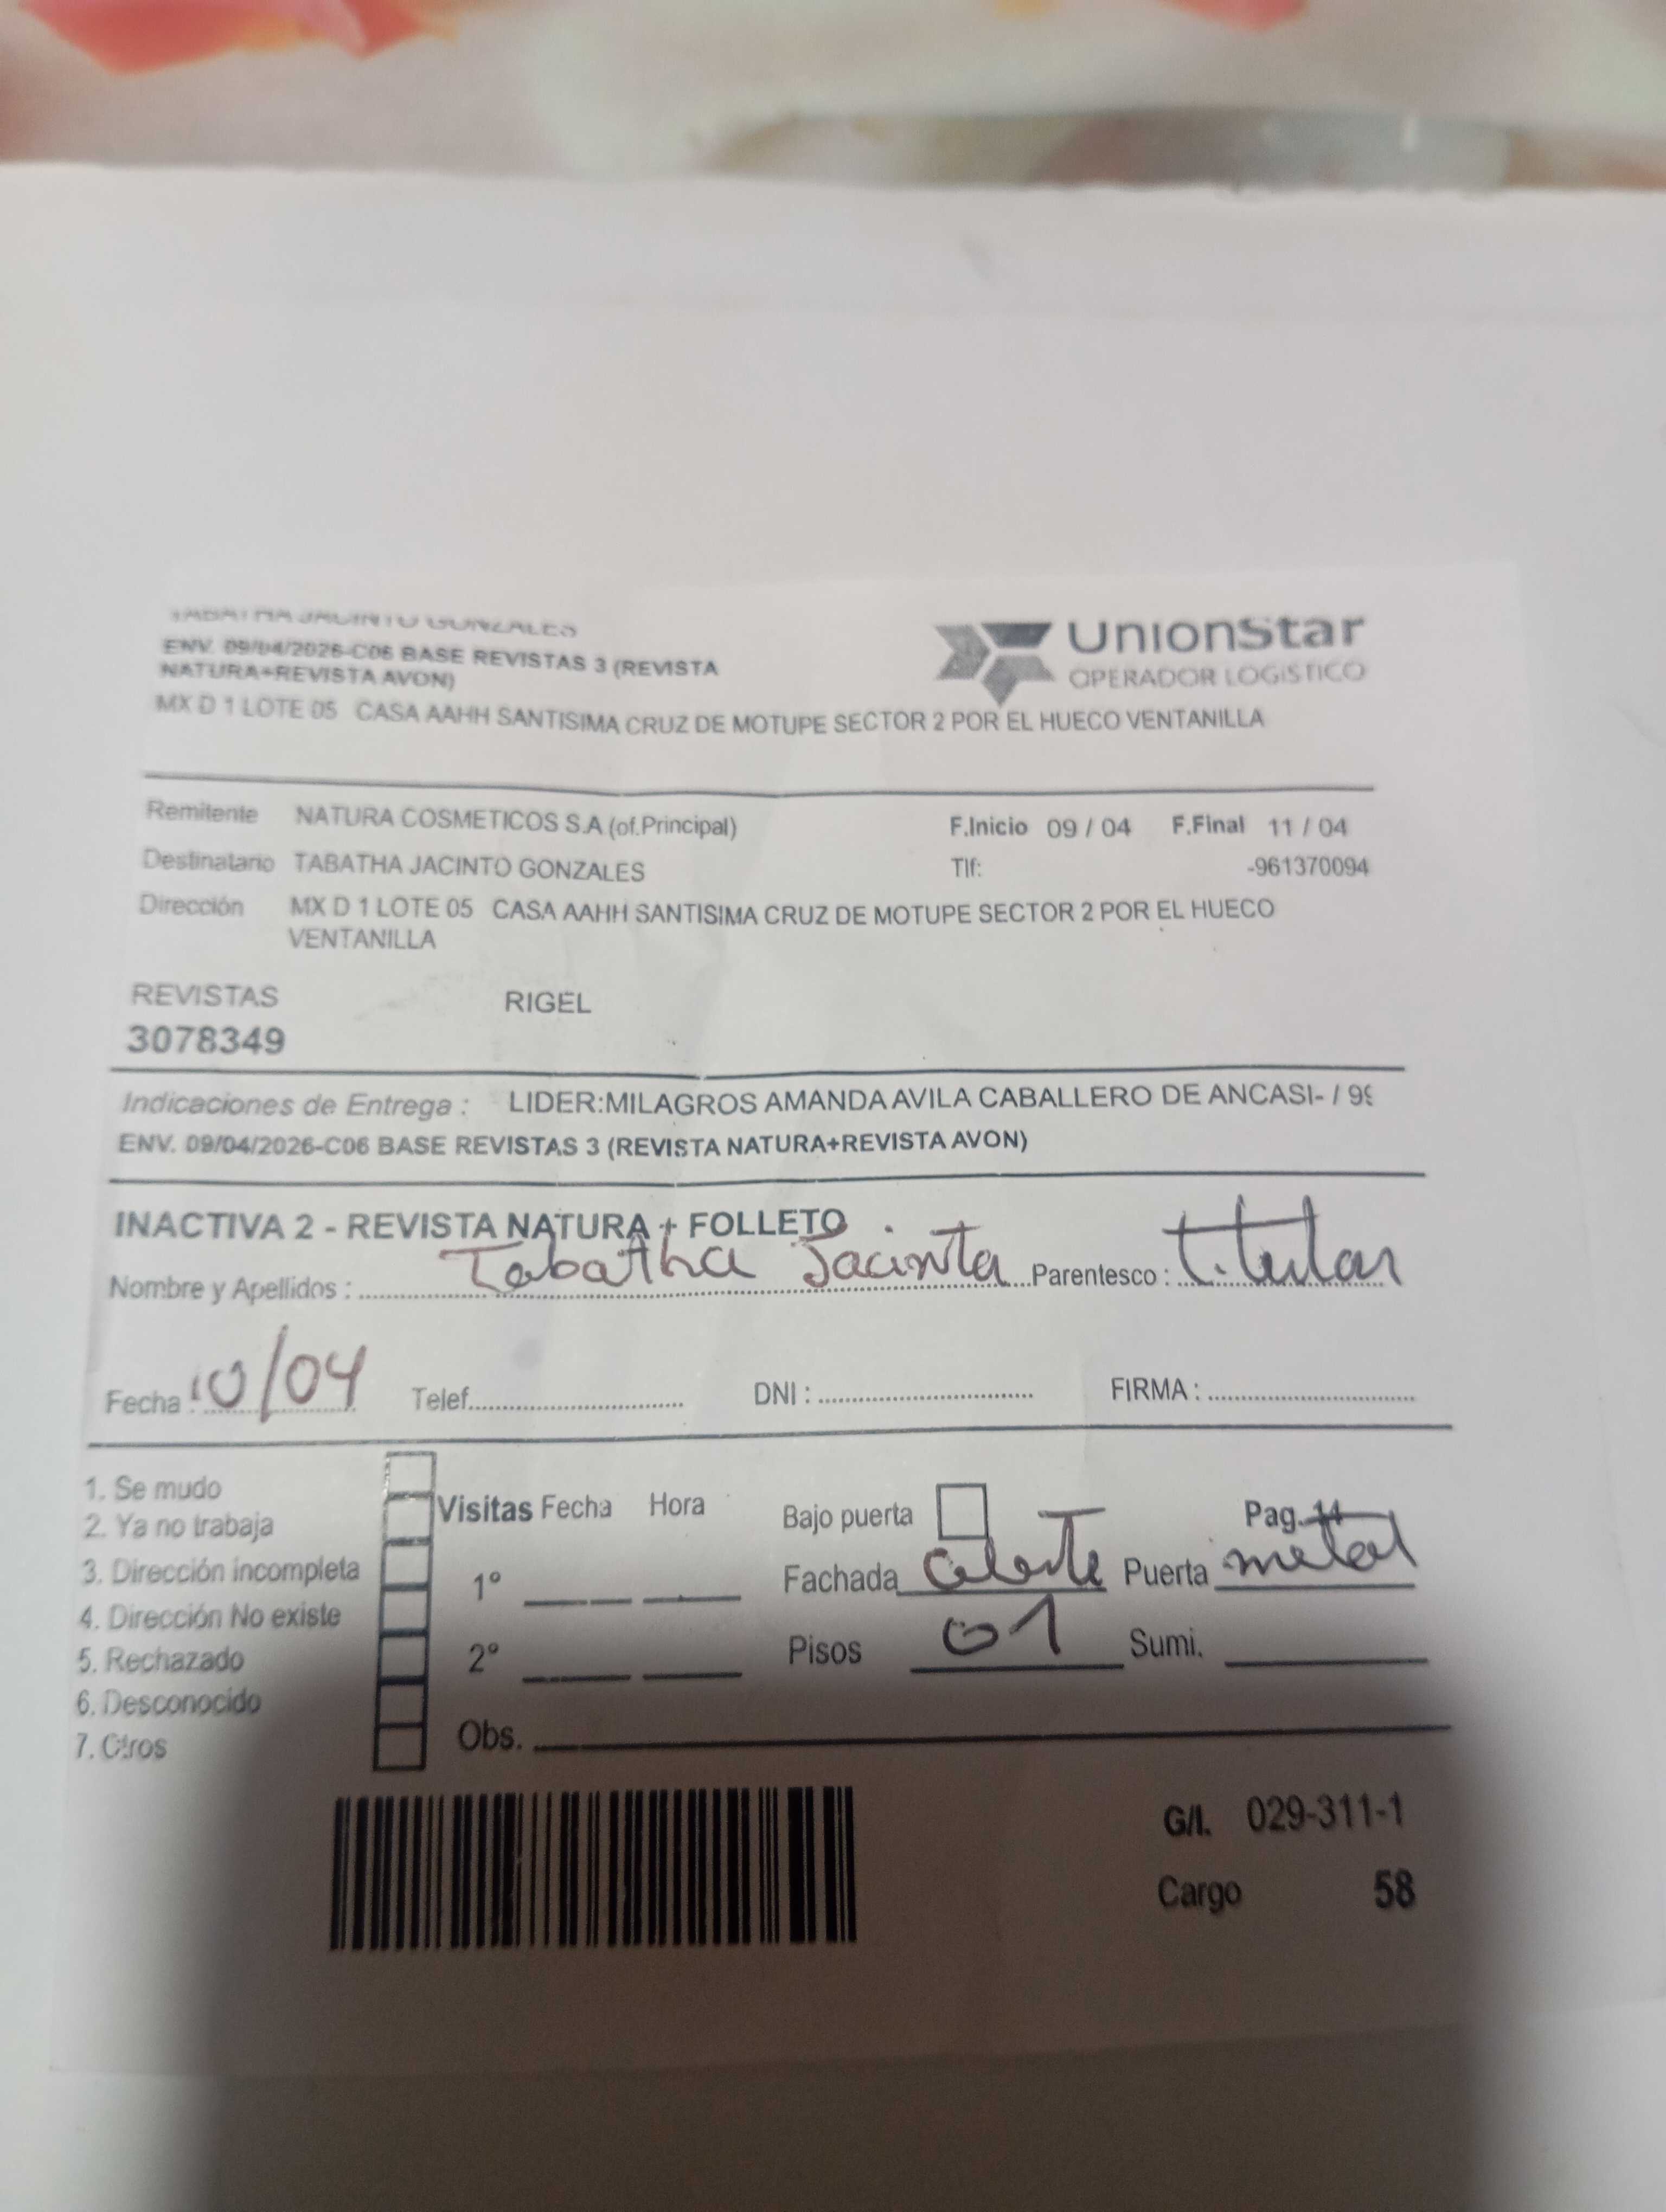 TABATHA JACINTO GONZALES
ENV. 09/04/2026-C06 BASE REVISTAS 3 (REVISTA
NATURA+REVISTA AVON)
MX D 1 LOTE 05 CASA AAHH SANTISIMA CRUZ DE MOTUPE SECTOR 2 POR EL HUECO VENTANILLA
UnionStar
OPERADOR LOGISTICO
Remitente NATURA COSMETICOS S.A (of.Principal) F.Inicio 09 / 04 F.Final 11 / 04
Destinatario TABATHA JACINTO GONZALES Tlf: -961370094
Dirección MX D 1 LOTE 05 CASA AAHH SANTISIMA CRUZ DE MOTUPE SECTOR 2 POR EL HUECO
VENTANILLA
REVISTAS RIGEL
3078349
Indicaciones de Entrega : LIDER:MILAGROS AMANDA AVILA CABALLERO DE ANCASI- / 99
ENV. 09/04/2026-C06 BASE REVISTAS 3 (REVISTA NATURA+REVISTA AVON)
INACTIVA 2 - REVISTA NATURA + FOLLETO
Nombre y Apellidos : Tabatha Jacinta Parentesco : titular
Fecha : 10/04 Telef. DNI : FIRMA :
1. Se mudo
2. Ya no trabaja
3. Dirección incompleta
4. Dirección No existe
5. Rechazado
6. Desconocido
7. Otros
Visitas Fecha Hora
1°
2°
Obs.
Bajo puerta Pag. 14
Fachada celeste Puerta metal
Pisos 01 Sumi.
G/I. 029-311-1
Cargo 58